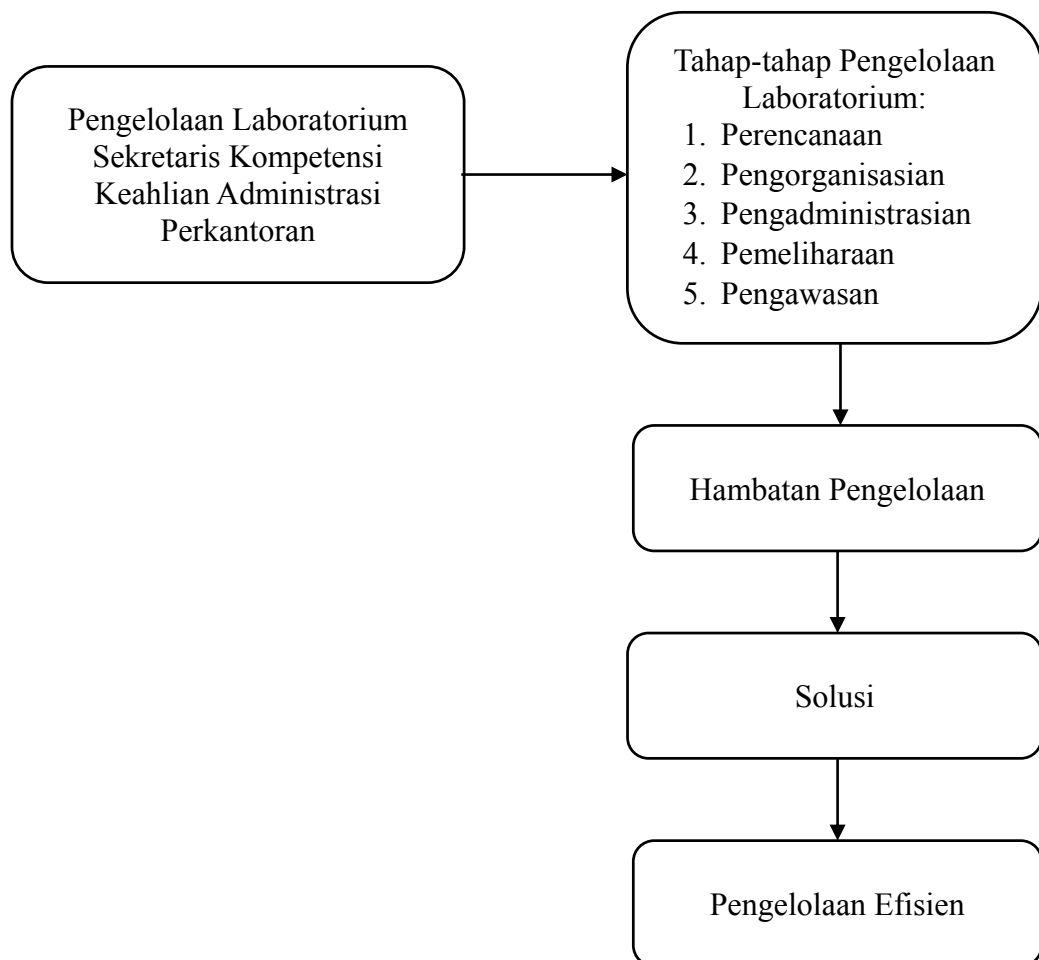 Pengelolaan Laboratorium
Sekretaris Kompetensi
Keahlian Administrasi
Perkantoran
Tahap-tahap Pengelolaan
Laboratorium:
1. Perencanaan
2. Pengorganisasian
3. Pengadministrasian
4. Pemeliharaan
5. Pengawasan
Hambatan Pengelolaan
Solusi
Pengelolaan Efisien